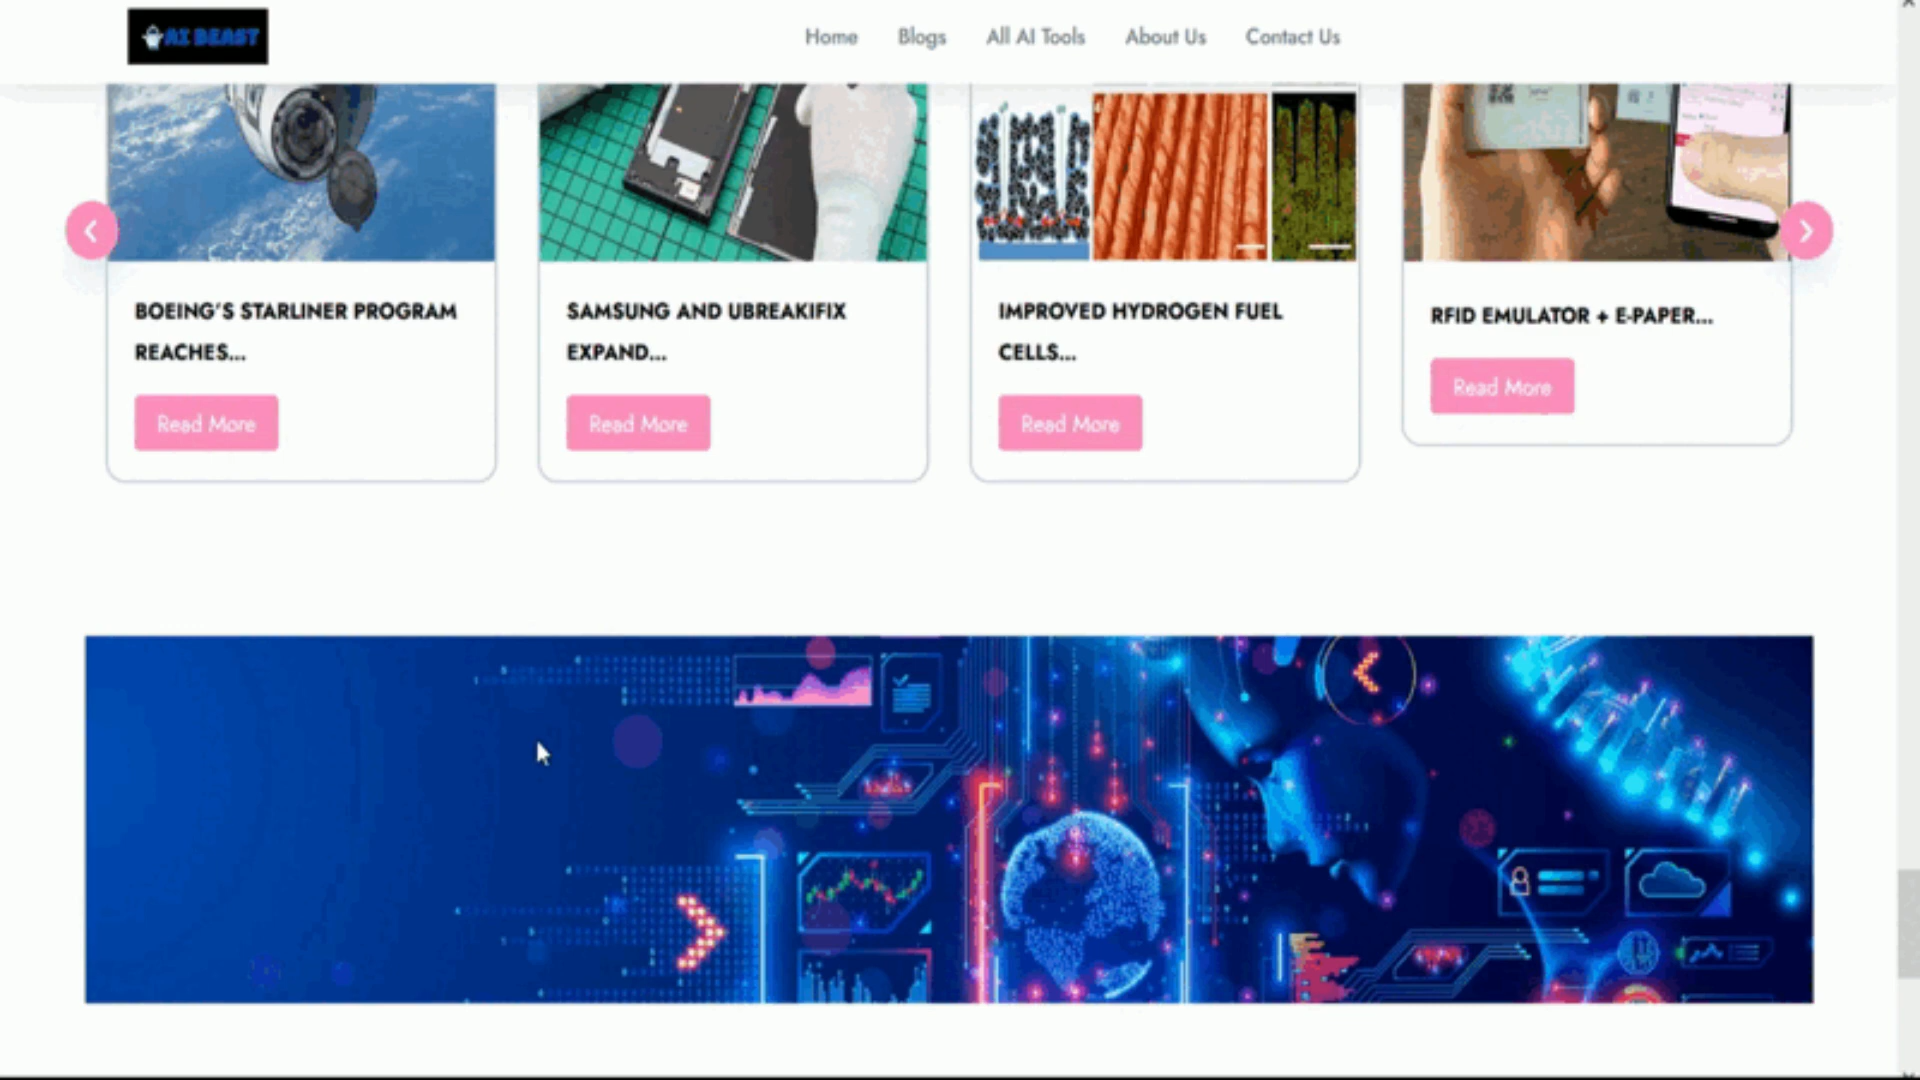 AI BEAST
Home
Blogs
All AI Tools
About Us
Contact Us
BOEING'S STARLINER PROGRAM
REACHES...
Read More
SAMSUNG AND UBREAKIFIX
EXPAND...
Read More
IMPROVED HYDROGEN FUEL
CELLS...
Read More
RFID EMULATOR + E-PAPER...
Read More